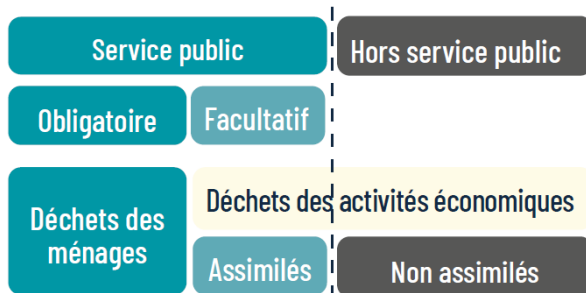 Service public
Hors service public
Obligatoire
Facultatif
Déchets des
ménages
Déchets des activités économiques
Assimilés
Non assimilés